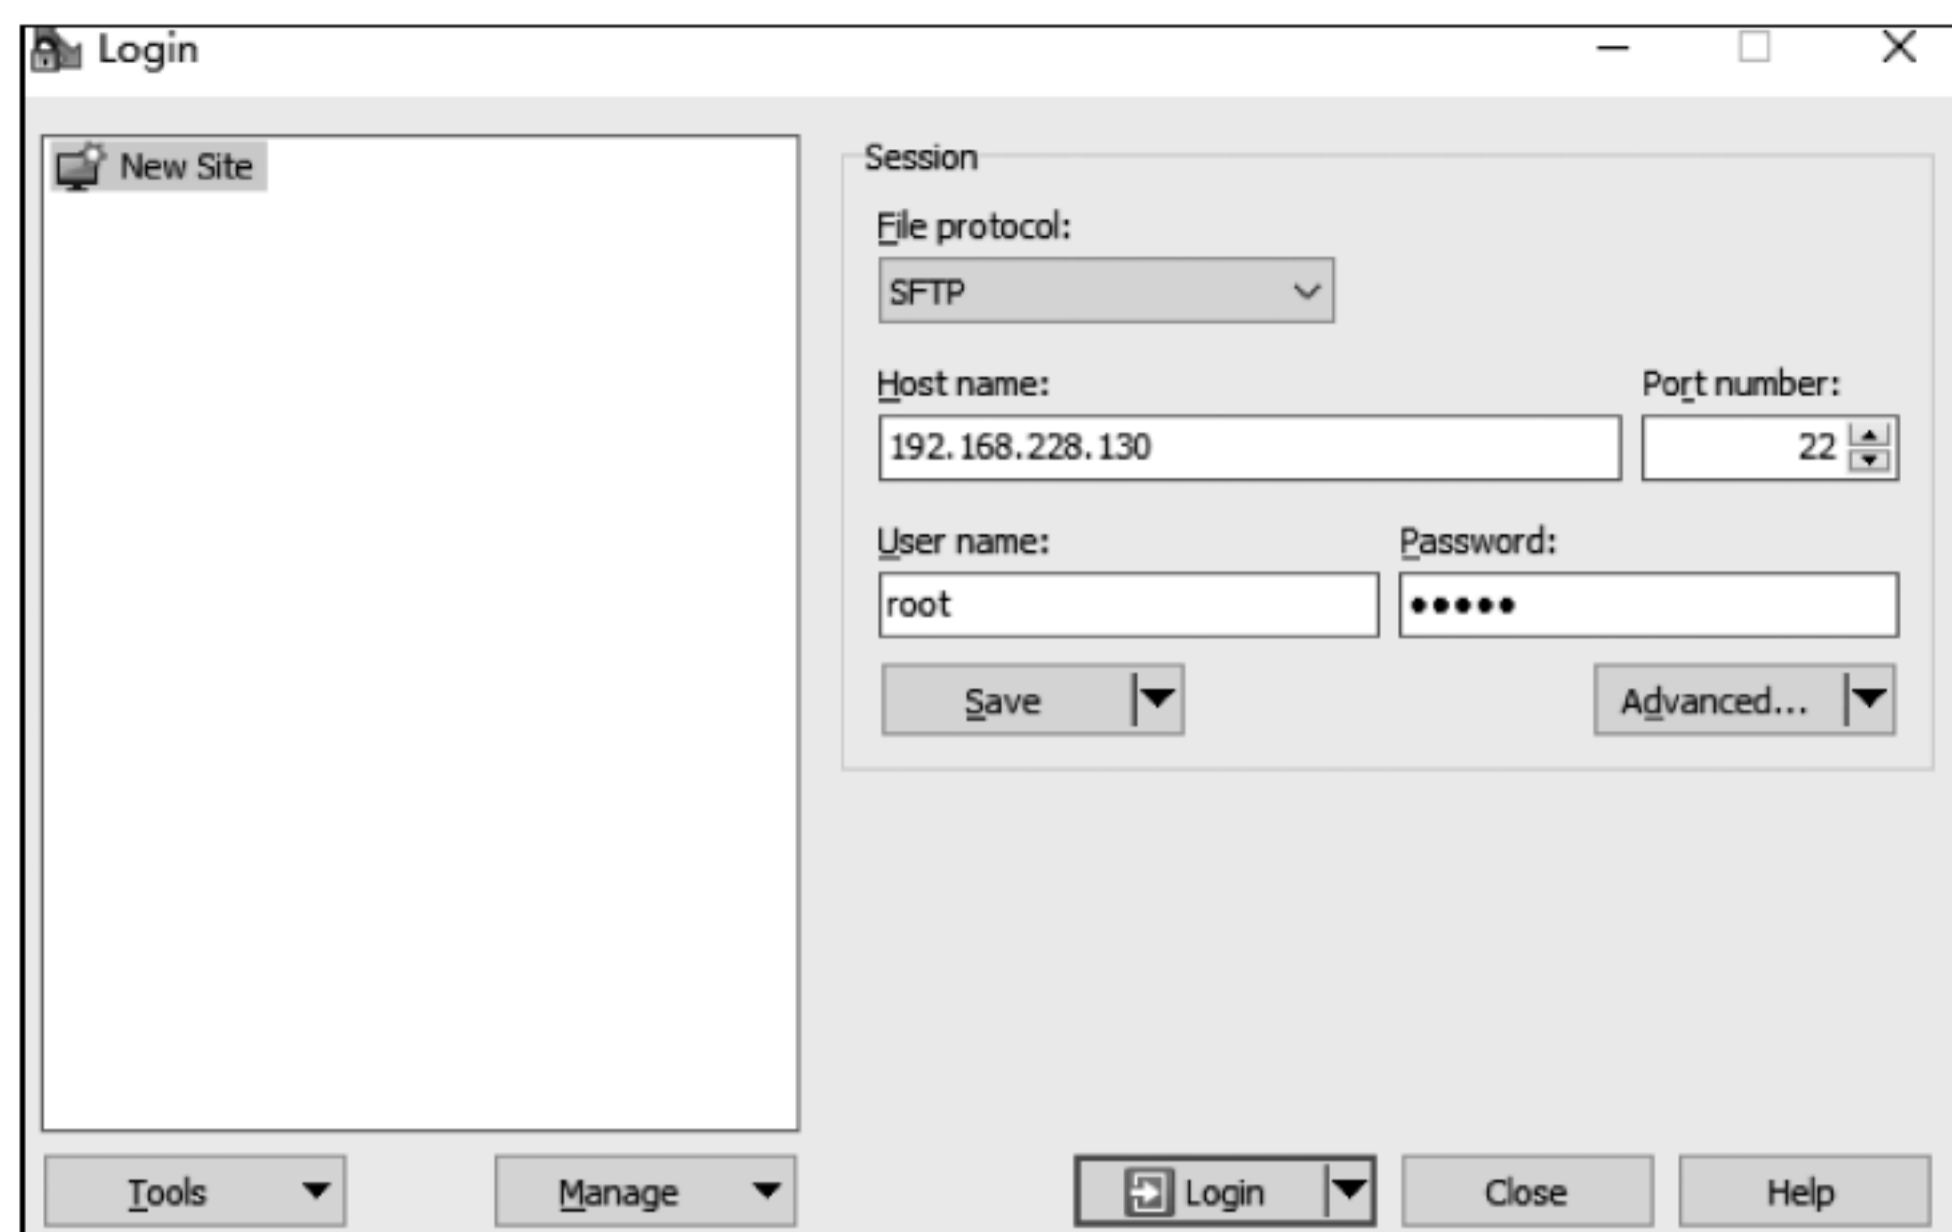 Login
New Site
Session
File protocol:
SFTP
Host name: Port number:
192.168.228.130 22
User name: Password:
root •••••
Save Advanced...
Tools Manage Login Close Help